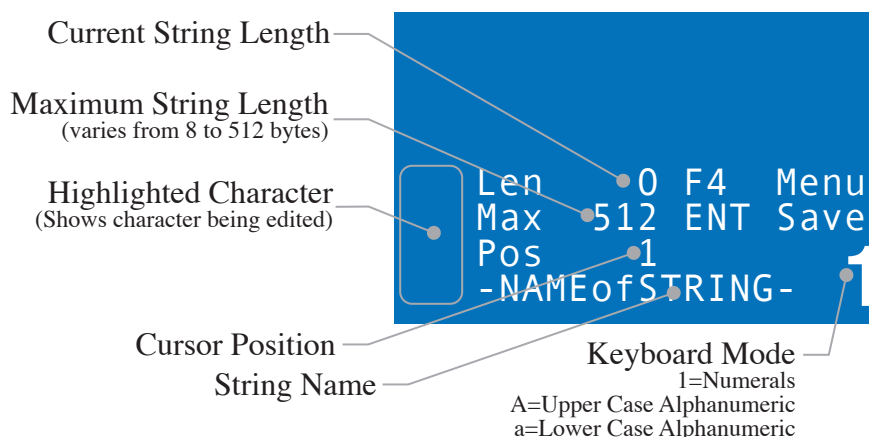 Current String Length
Maximum String Length
(varies from 8 to 512 bytes)
Highlighted Character
(Shows character being edited)
Len 0 F4 Menu
Max 512 ENT Save
Pos 1
-NAMEofSTRING-
1
Cursor Position
String Name
Keyboard Mode
1=Numerals
A=Upper Case Alphanumeric
a=Lower Case Alphanumeric